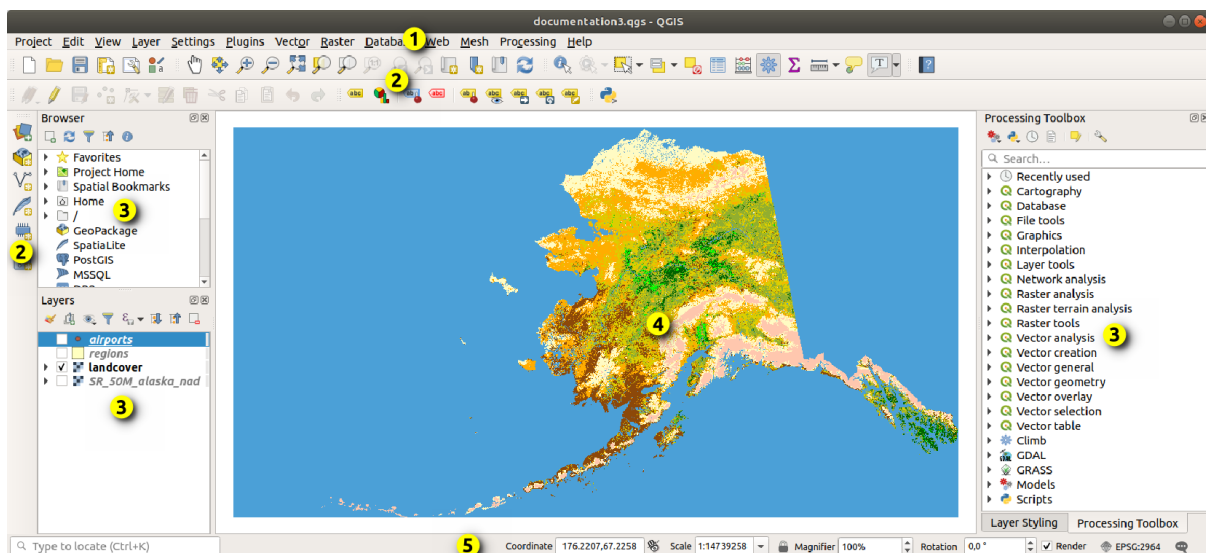 documentation3.qgs - QGIS
Project Edit View Layer Settings Plugins Vector Raster Database Web Mesh Processing Help
1
2
Browser
Favorites
Project Home
Spatial Bookmarks
Home
/
GeoPackage
SpatiaLite
PostGIS
MSSQL
3
2
Layers
airports
regions
landcover
SR_50M_alaska_nad
3
4
Processing Toolbox
Search...
Recently used
Cartography
Database
File tools
Graphics
Interpolation
Layer tools
Network analysis
Raster analysis
Raster terrain analysis
Raster tools
Vector analysis
Vector creation
Vector general
Vector geometry
Vector overlay
Vector selection
Vector table
Climb
GDAL
GRASS
Models
Scripts
3
Layer Styling Processing Toolbox
Type to locate (Ctrl+K) 5 Coordinate 176.2207,67.2258 Scale 1:14739258 Magnifier 100% Rotation 0,0 ° Render EPSG:2964